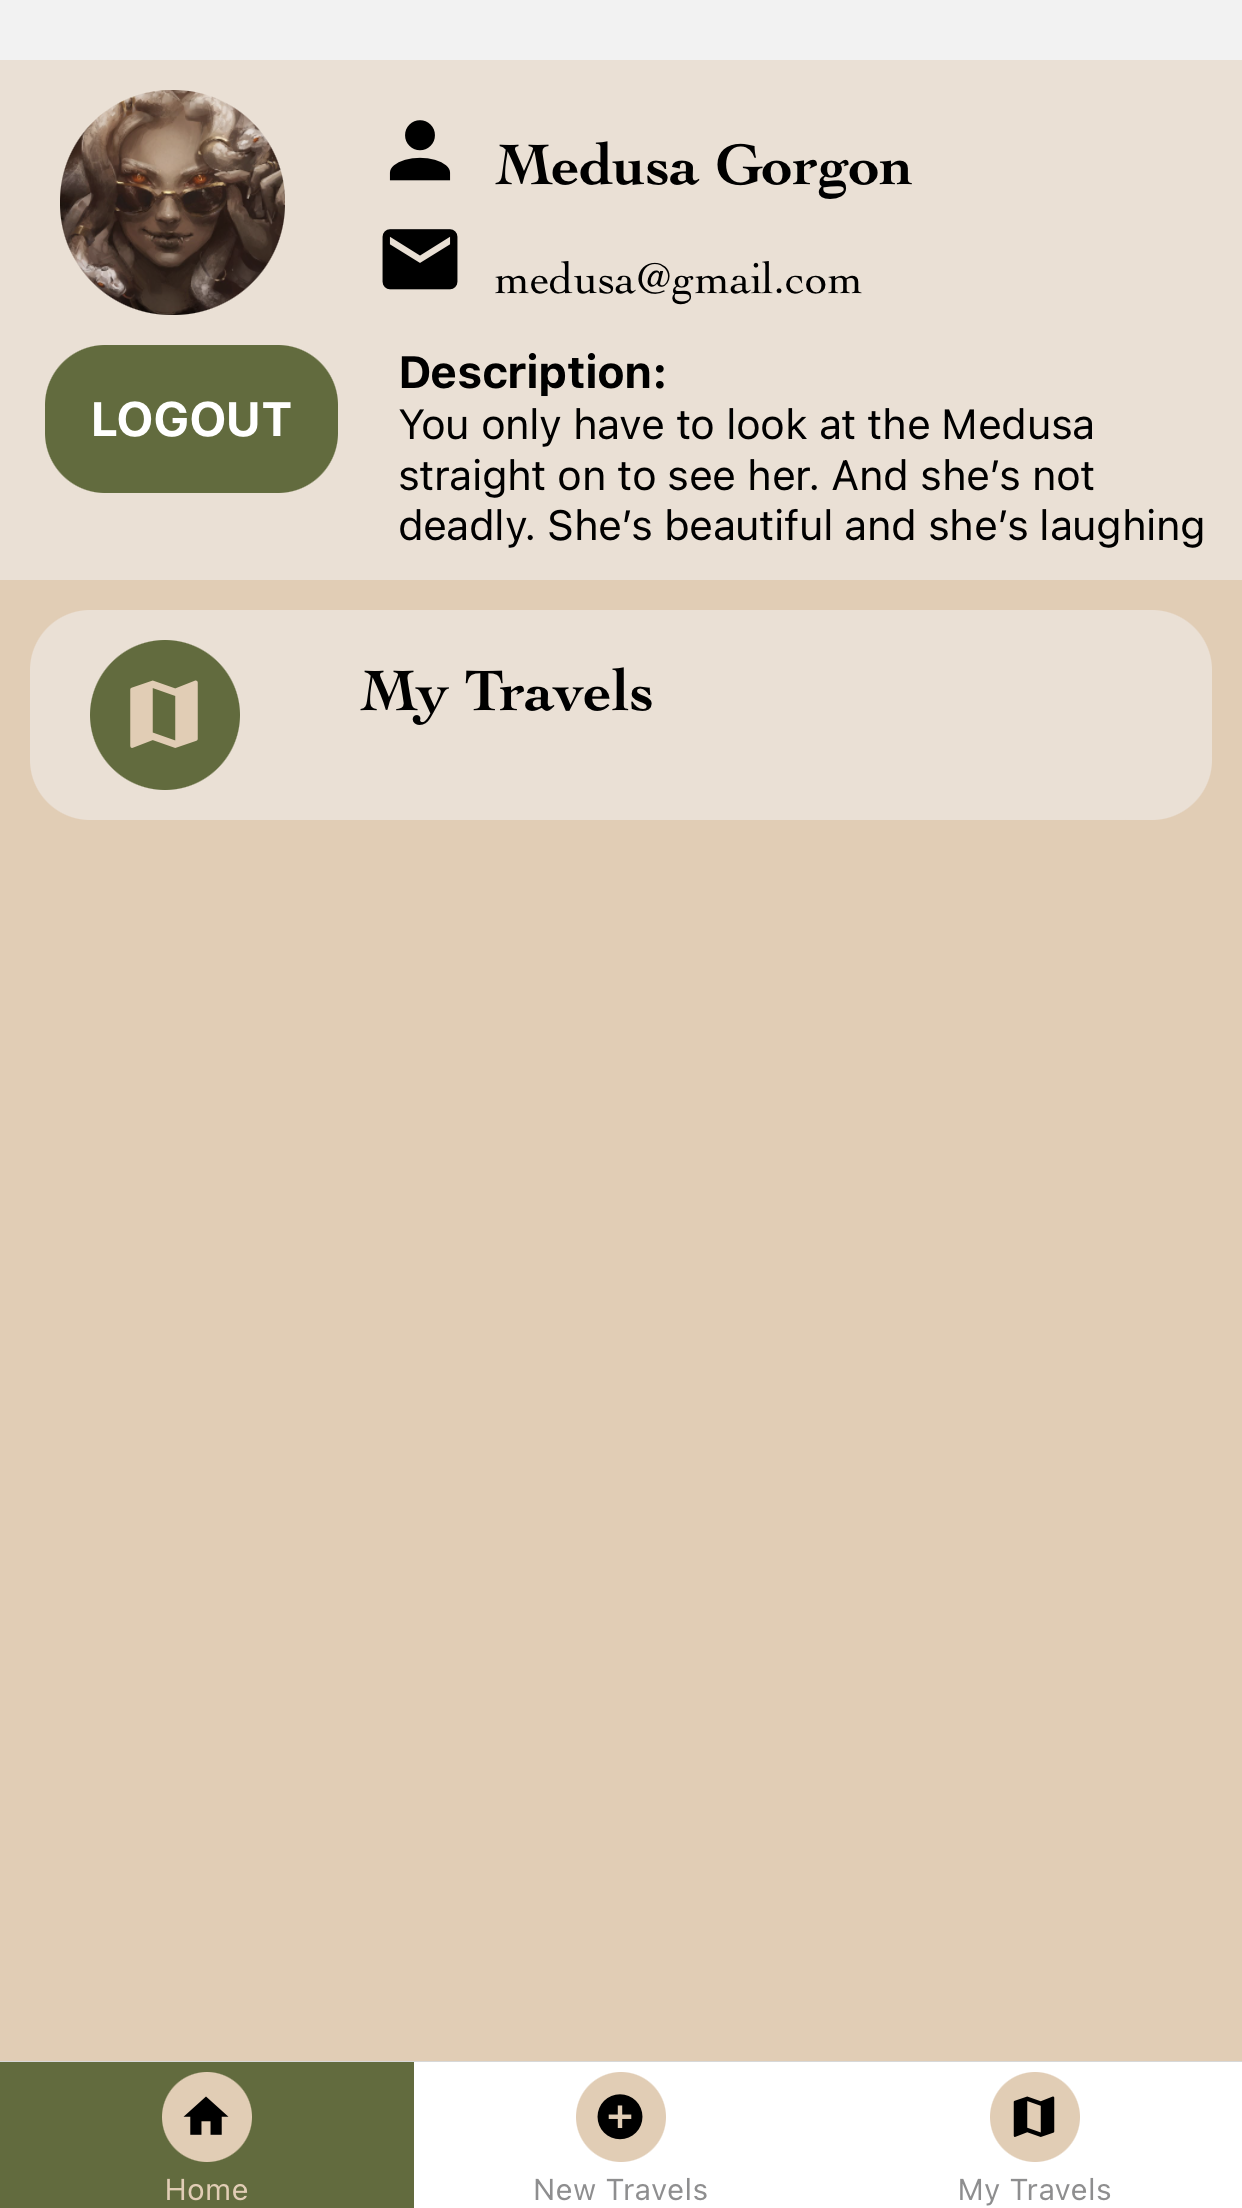 Medusa Gorgon
medusa@gmail.com
LOGOUT
Description:
You only have to look at the Medusa
straight on to see her. And she’s not
deadly. She’s beautiful and she’s laughing
My Travels
Home
New Travels
My Travels